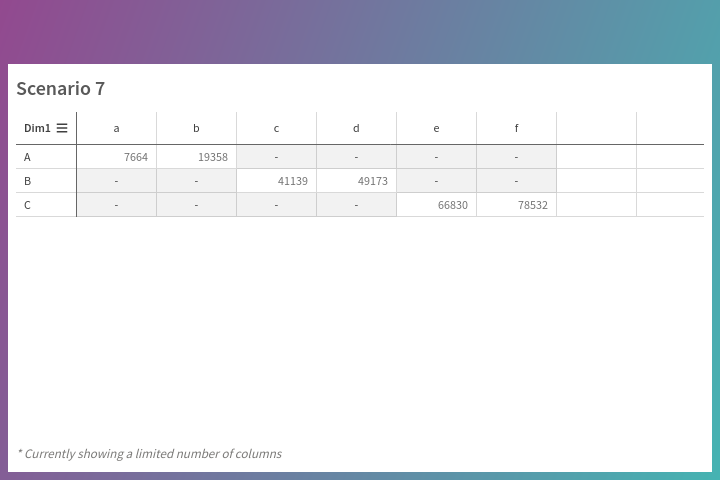 Scenario 7
Dim1 a b c d e f
A 7664 19358 - - - -
B - - 41139 49173 - -
C - - - - 66830 78532
* Currently showing a limited number of columns